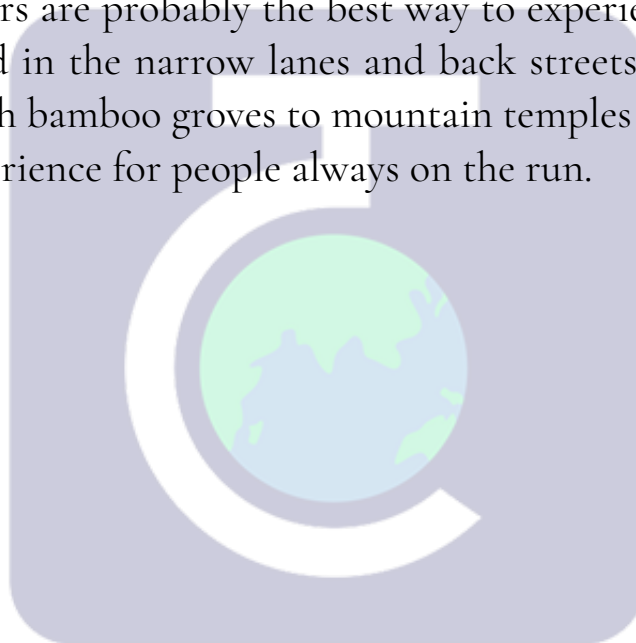 rs are probably the best way to experie
d in the narrow lanes and back streets
h bamboo groves to mountain temples
rience for people always on the run.